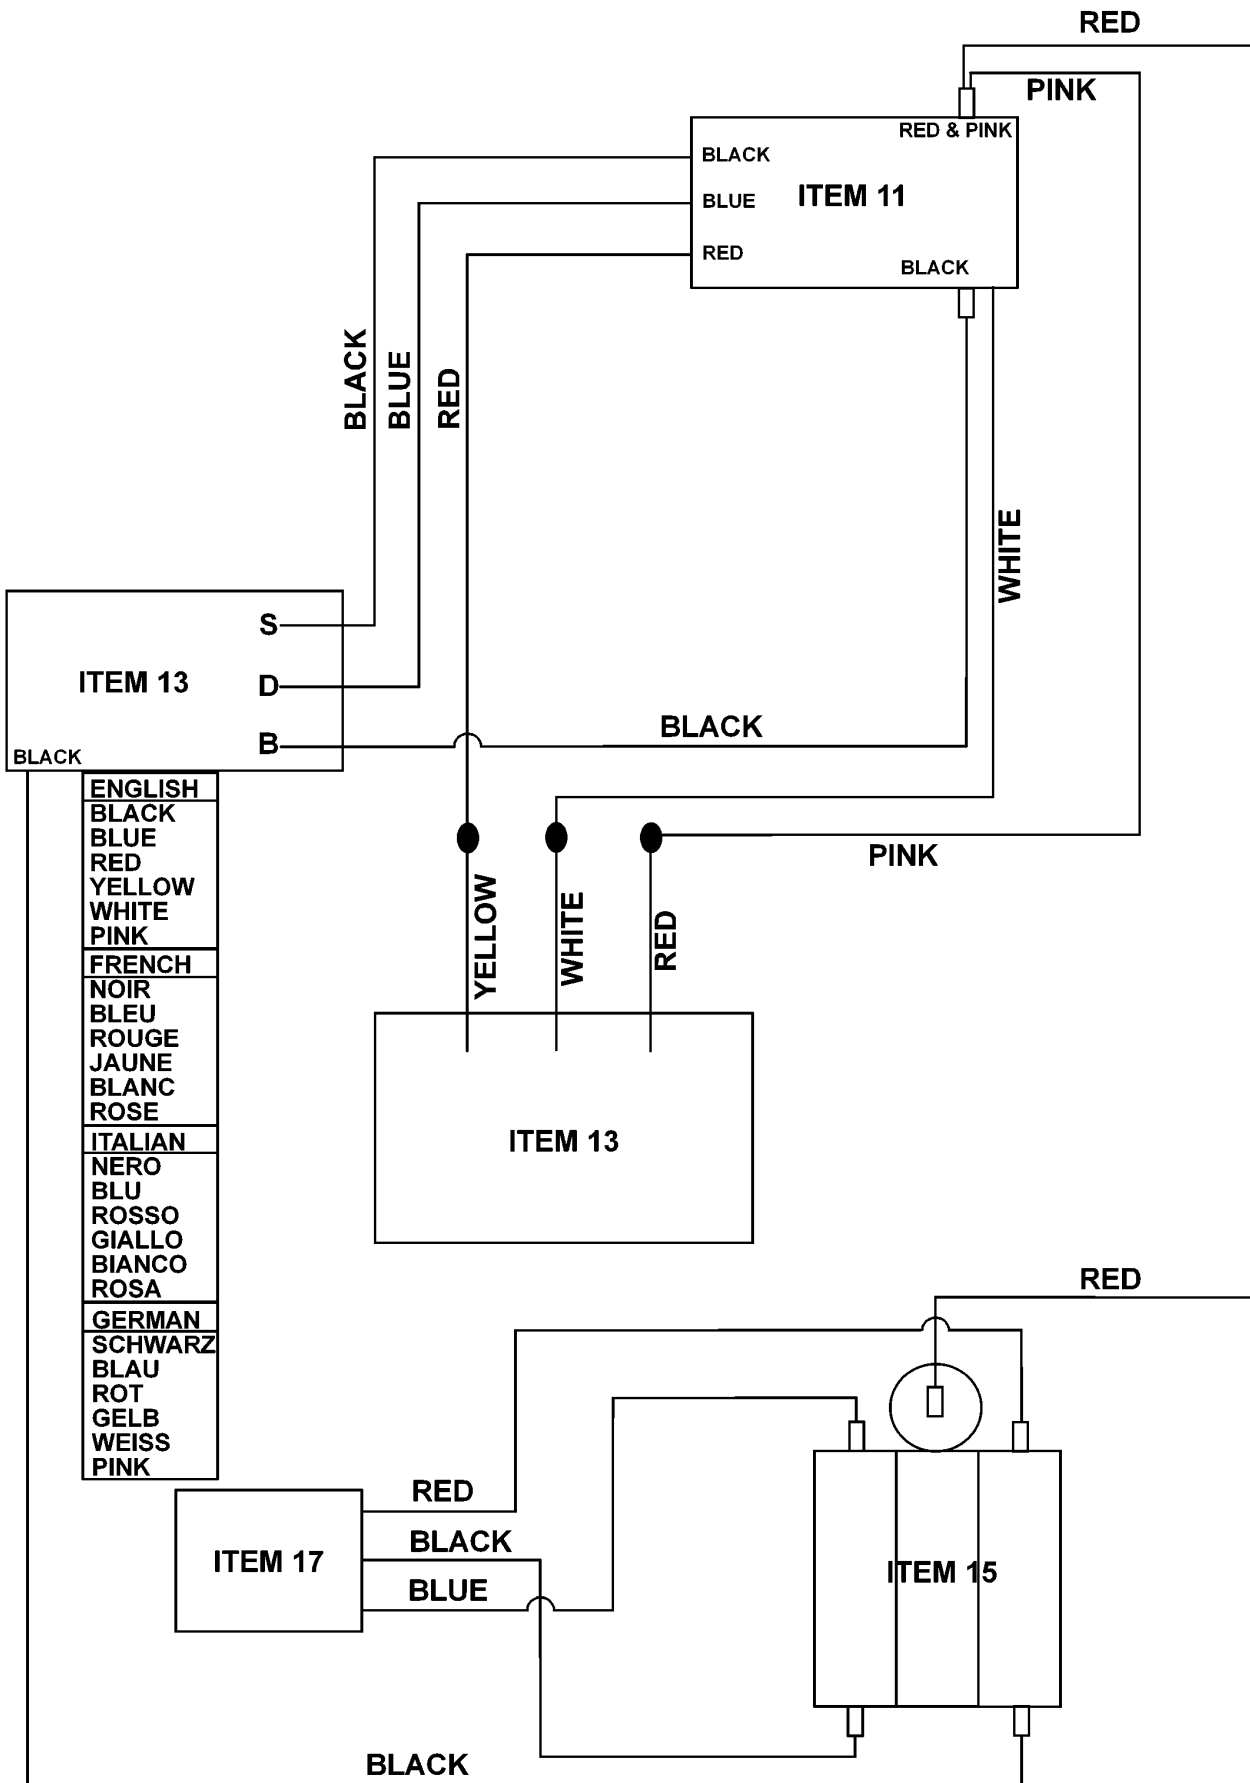 RED
PINK
RED & PINK
BLACK
ITEM 11
BLUE
RED
BLACK
BLACK
BLUE
RED
WHITE
S
ITEM 13
D
BLACK
B
BLACK
ENGLISH
BLACK
BLUE
RED
YELLOW
WHITE
PINK
FRENCH
NOIR
BLEU
ROUGE
JAUNE
BLANC
ROSE
ITALIAN
NERO
BLU
ROSSO
GIALLO
BIANCO
ROSA
GERMAN
SCHWARZ
BLAU
ROT
GELB
WEISS
PINK
PINK
YELLOW
WHITE
RED
ITEM 13
RED
RED
BLACK
ITEM 17
BLUE
ITEM 15
BLACK